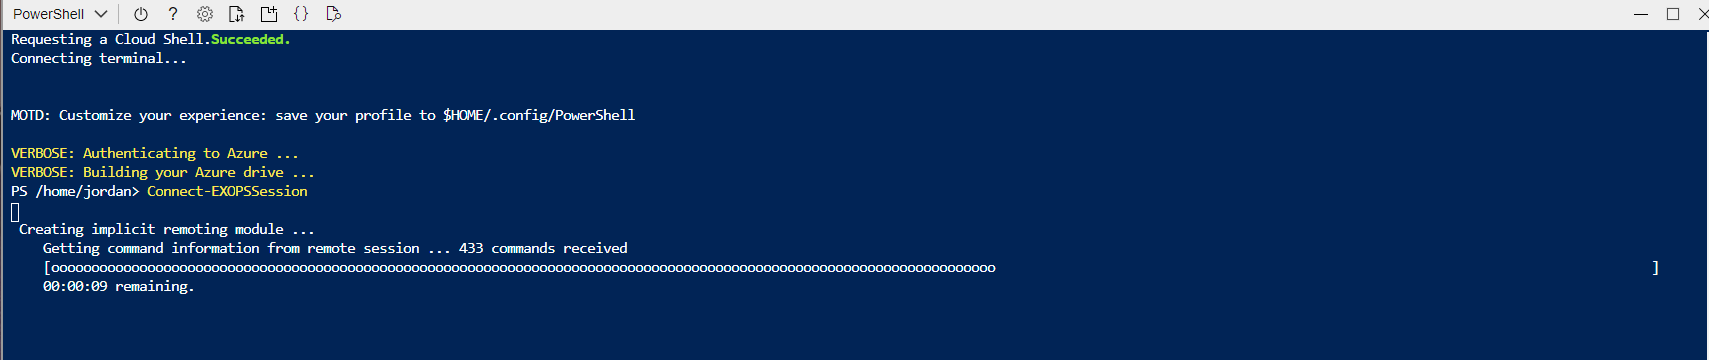 PowerShell
Requesting a Cloud Shell.Succeeded.
Connecting terminal...
MOTD: Customize your experience: save your profile to $HOME/.config/PowerShell
VERBOSE: Authenticating to Azure ...
VERBOSE: Building your Azure drive ...
PS /home/jordan> Connect-EXOPSSession
Creating implicit remoting module ...
Getting command information from remote session ... 433 commands received
[oooooooooooooooooooooooooooooooooooooooooooooooooooooooooooooooooooooooooooooooooooooooooooooooooooooooooooooooooooooo ]
00:00:09 remaining.